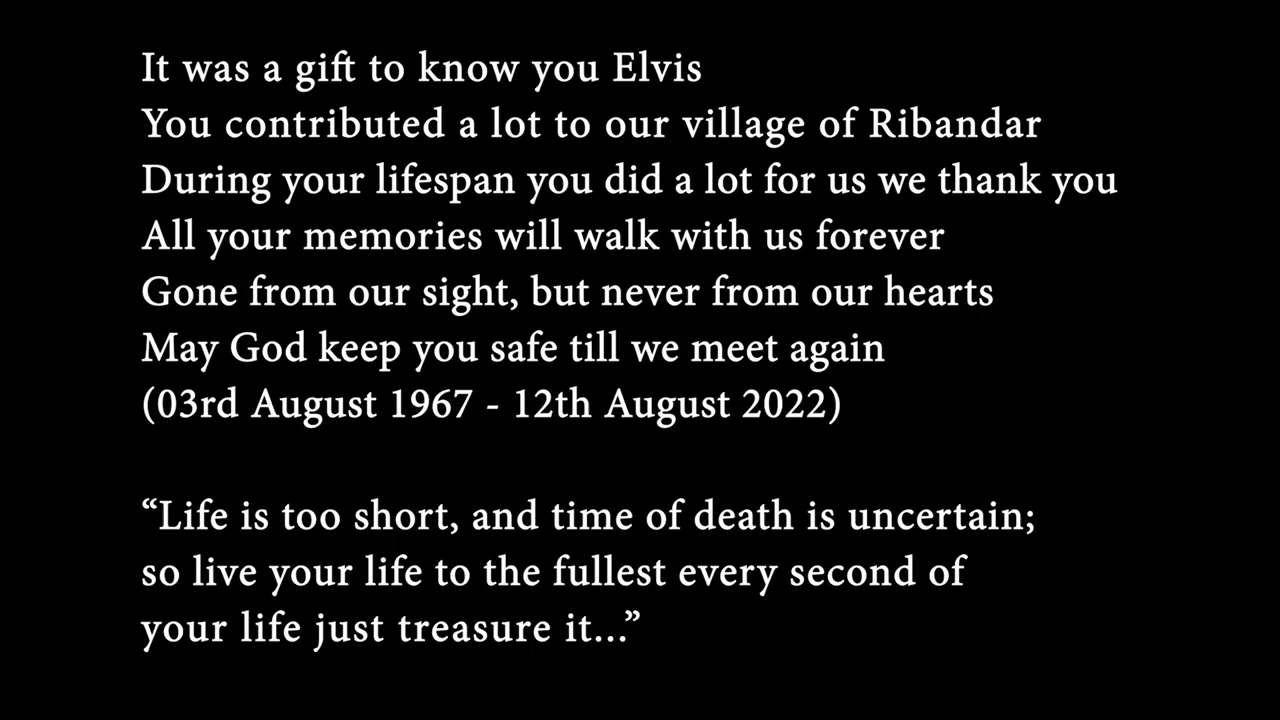 It was a gift to know you Elvis
You contributed a lot to our village of Ribandar
During your lifespan you did a lot for us we thank you
All your memories will walk with us forever
Gone from our sight, but never from our hearts
May God keep you safe till we meet again
(03rd August 1967 - 12th August 2022)
“Life is too short, and time of death is uncertain;
so live your life to the fullest every second of
your life just treasure it...”